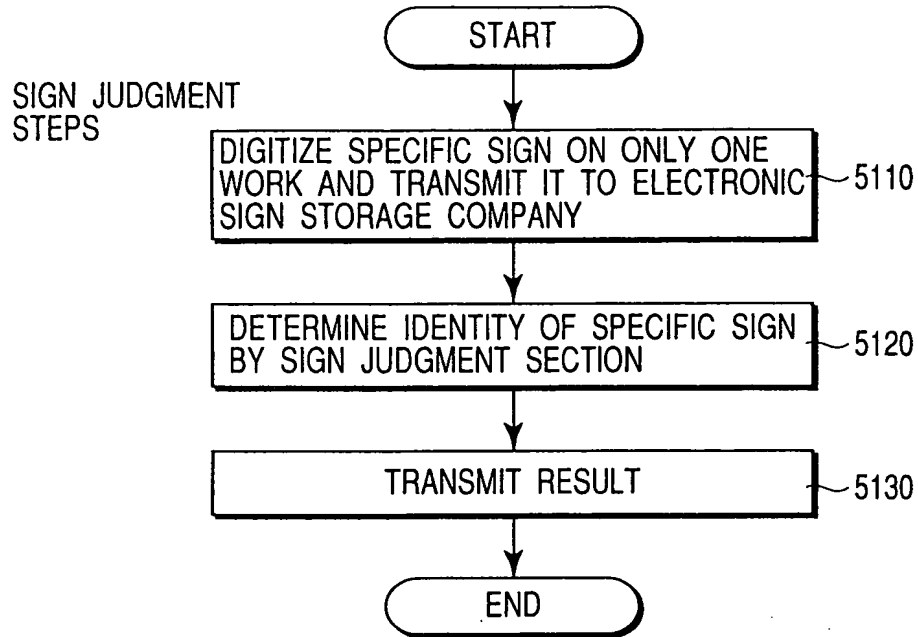 START
SIGN JUDGMENT
STEPS
DIGITIZE SPECIFIC SIGN ON ONLY ONE
WORK AND TRANSMIT IT TO ELECTRONIC
SIGN STORAGE COMPANY
5110
DETERMINE IDENTITY OF SPECIFIC SIGN
BY SIGN JUDGMENT SECTION
5120
TRANSMIT RESULT
5130
END